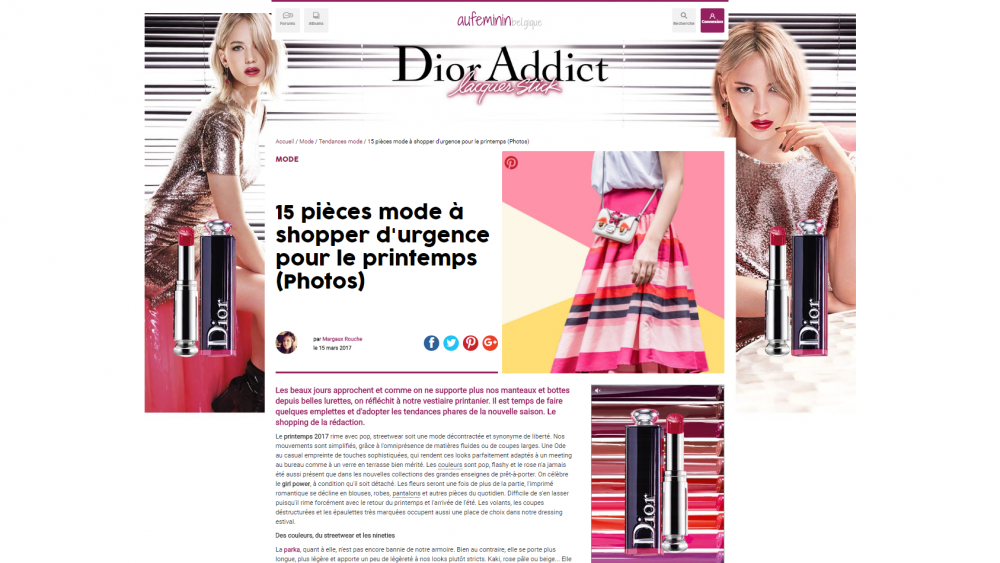 Forums
Albums
aufeminin belgique
Recherche
Connexion
Dior Addict
lacquer stick
Accueil / Mode / Tendances mode / 15 pièces mode à shopper d'urgence pour le printemps (Photos)
MODE
15 pièces mode à
shopper d'urgence
pour le printemps
(Photos)
par Margaux Rouche
le 15 mars 2017
Les beaux jours approchent et comme on ne supporte plus nos manteaux et bottes
depuis belles lurettes, on réfléchit à notre vestiaire printanier. Il est temps de faire
quelques emplettes et d'adopter les tendances phares de la nouvelle saison. Le
shopping de la rédaction.
Le printemps 2017 rime avec pop, streetwear soit une mode décontractée et synonyme de liberté. Nos
mouvements sont simplifiés, grâce à l'omniprésence de matières fluides ou de coupes larges. Une Ode
au casual empreinte de touches sophistiquées, qui rendent ces looks parfaitement adaptés à un meeting
au bureau comme à un verre en terrasse bien mérité. Les couleurs sont pop, flashy et le rose n'a jamais
été aussi présent que dans les nouvelles collections des grandes enseignes de prêt-à-porter. On célèbre
le girl power, à condition qu'il soit détaché. Les fleurs seront une fois de plus de la partie, l'imprimé
romantique se décline en blouses, robes, pantalons et autres pièces du quotidien. Difficile de s'en lasser
puisqu'il rime forcément avec le retour du printemps et l'arrivée de l'été. Les volants, les coupes
déstructurées et les épaulettes très marquées occupent aussi une place de choix dans notre dressing
estival.
Des couleurs, du streetwear et les nineties
La parka, quant à elle, n'est pas encore bannie de notre armoire. Bien au contraire, elle se porte plus
longue, plus légère et apporte un peu de légèreté à nos looks plutôt stricts. Kaki, rose pâle ou beige... Elle
Dior
Dior
Dior